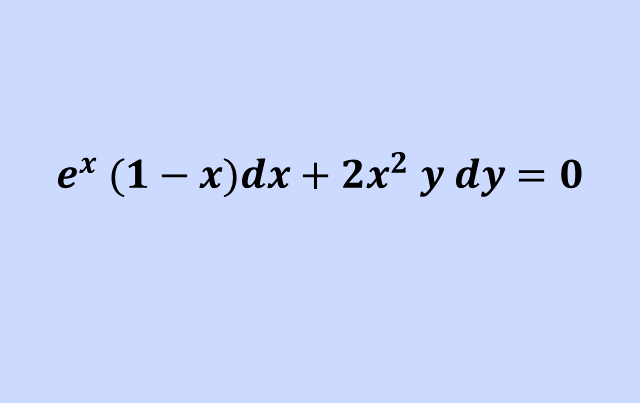 eˣ (1 − x)dx + 2x² y dy = 0